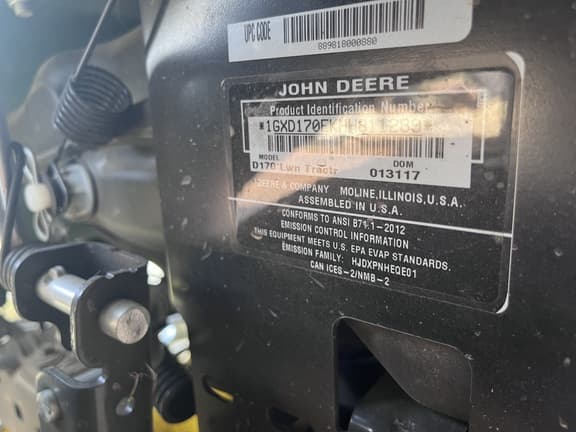 UPC CODE
889818000880
JOHN DEERE
Product Identification Number
MODEL DOM
D170 Lwn Tractr 013117
DEERE & COMPANY MOLINE,ILLINOIS,U.S.A.
ASSEMBLED IN U.S.A.
CONFORMS TO ANSI B71.1-2012
EMISSION CONTROL INFORMATION
THIS EQUIPMENT MEETS U.S. EPA EVAP STANDARDS.
EMISSION FAMILY: HJDXPNHEQE01
CAN ICES-2/NMB-2